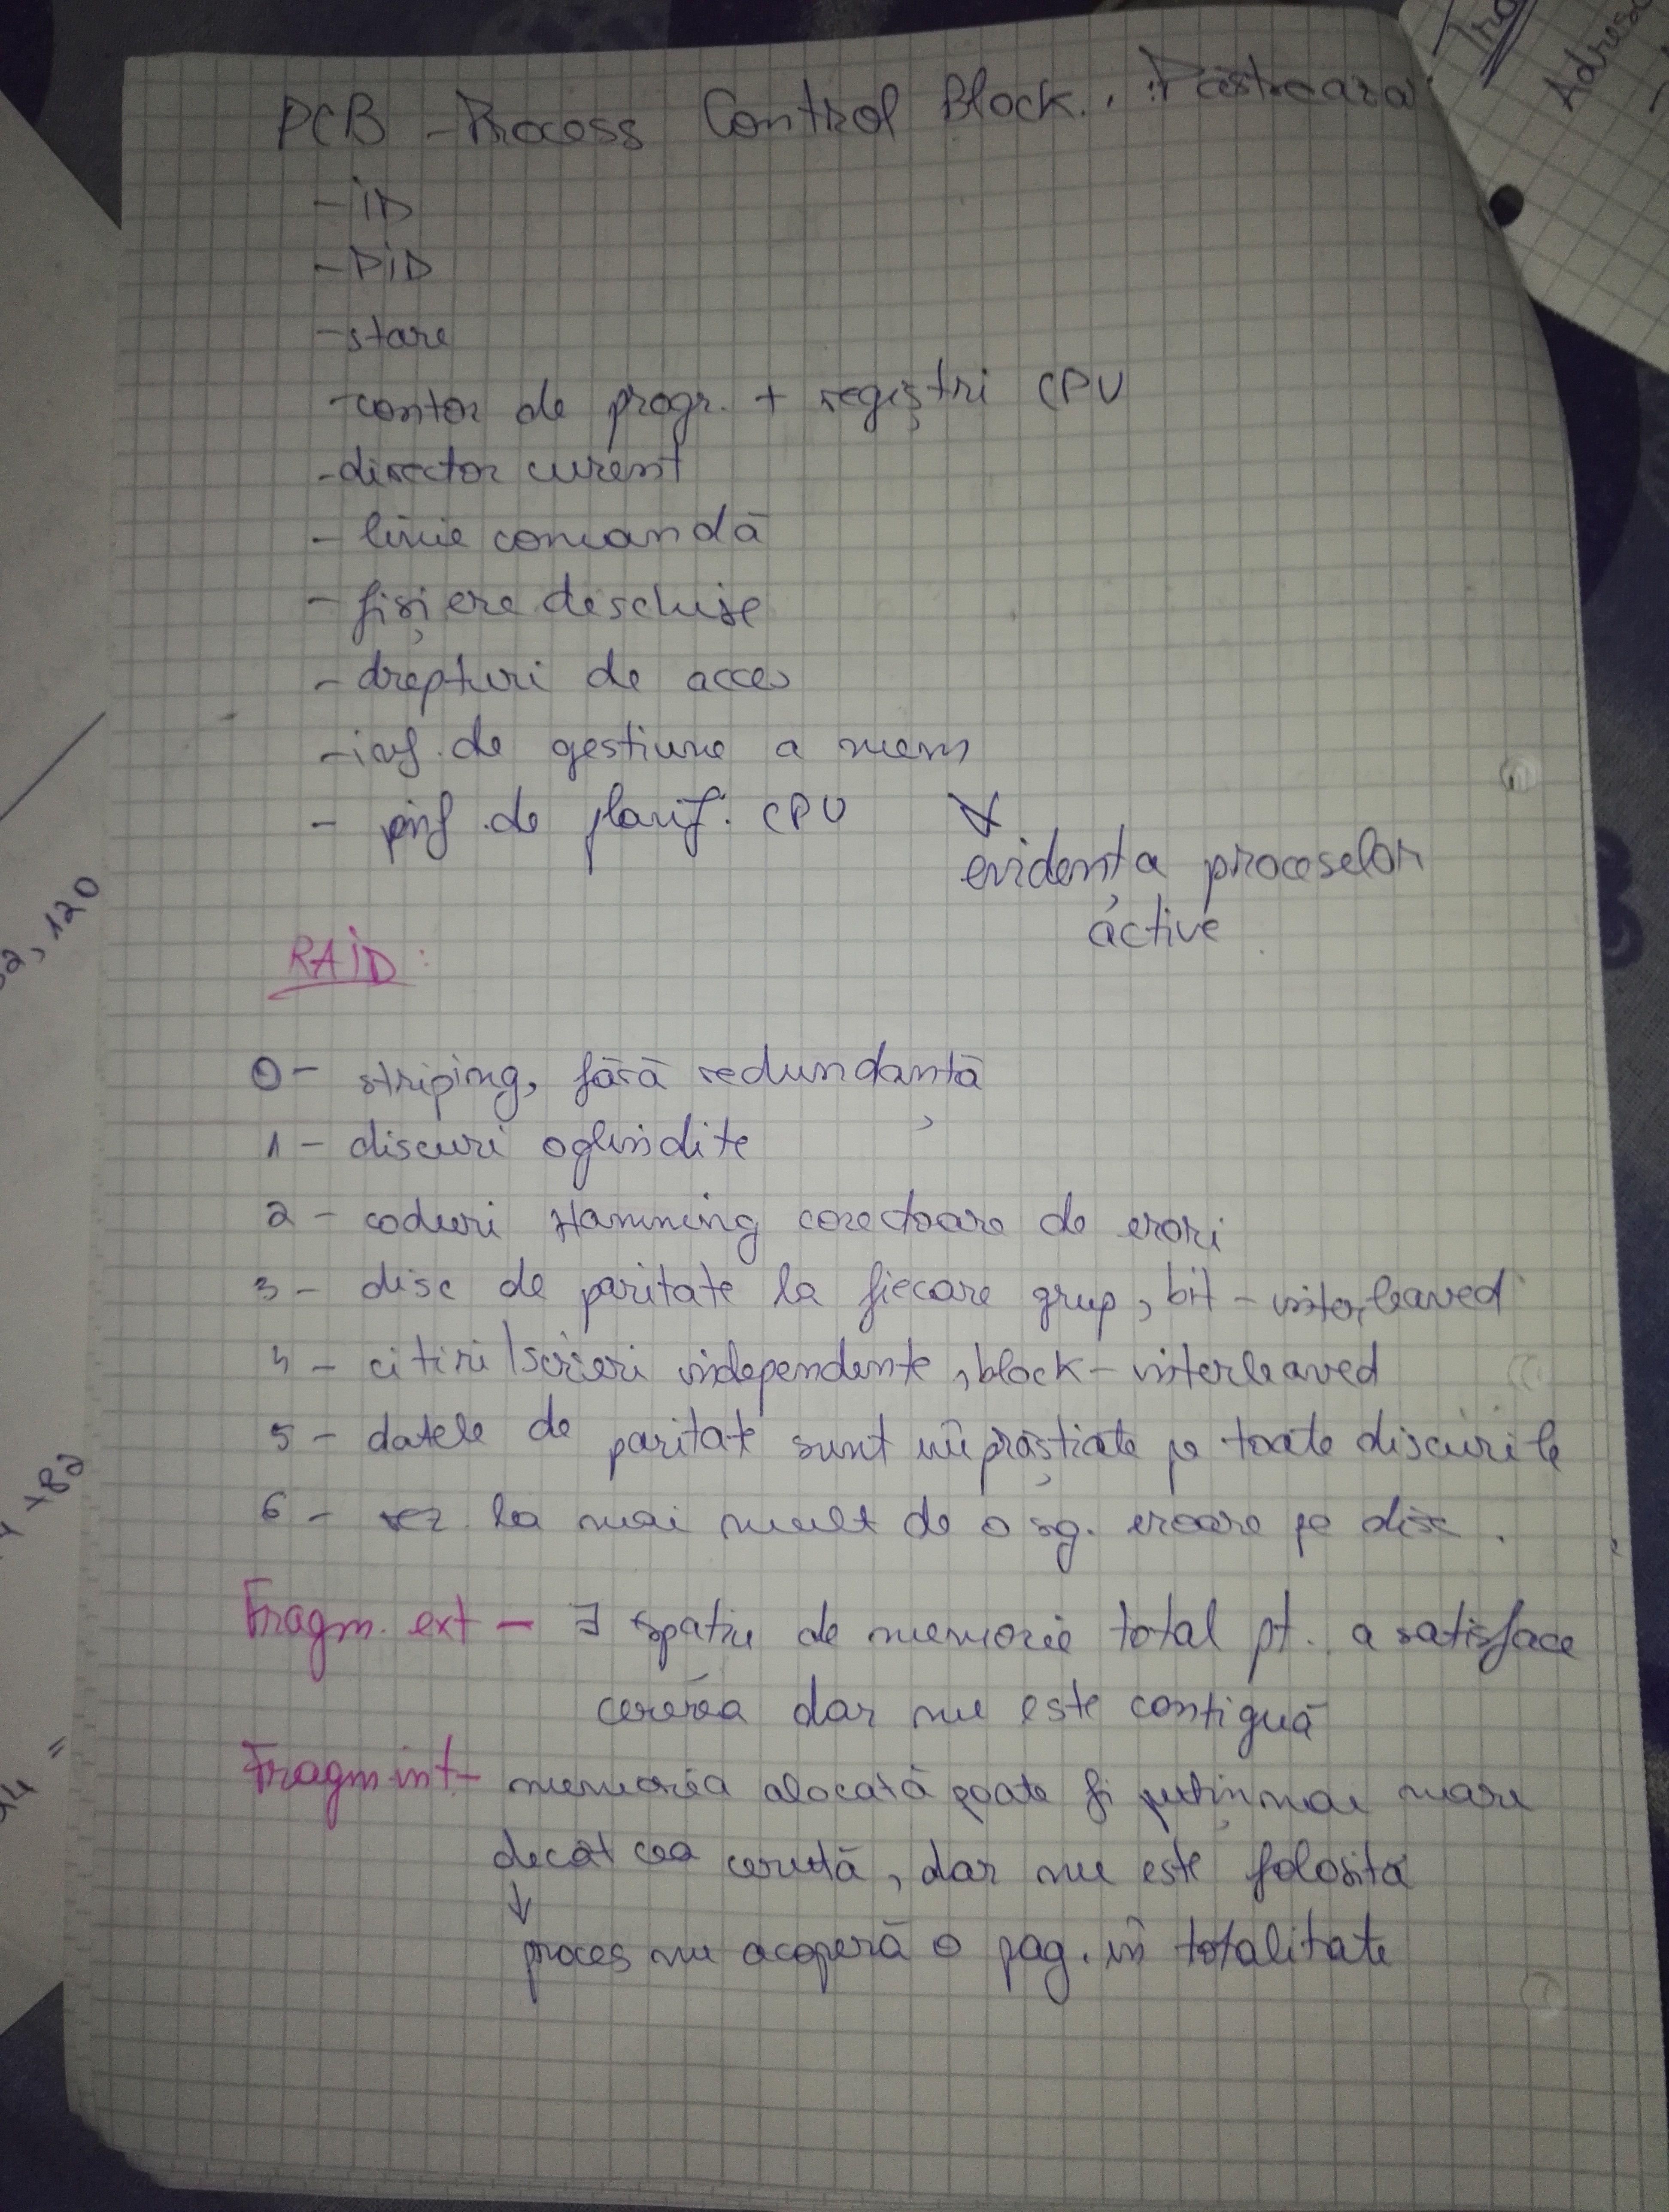 PCB - Process Control Block. Păstrează
- ID
- PID
- stare
- contor de progr. + regiștri CPU
- director curent
- linie comandă
- fișiere deschise
- drepturi de acces
- inf. de gestiune a mem
- inf. de planif. CPU
evidența proceselor
active
RAID:
0 - striping, fără redundanță
1 - discuri oglindite
2 - coduri Hamming corectoare de erori
3 - disc de paritate la fiecare grup, bit-interleaved
4 - citiri/scrieri independente, block-interleaved
5 - datele de paritate sunt împrăștiate pe toate discurile
6 - rez. la mai mult de o sg. eroare pe disc.
Fragm. ext - ∃ spatiu de memorie total pt. a satisface
cererea dar nu este contiguă
Fragm int - memoria alocată poate fi puțin mai mare
decât cea cerută, dar nu este folosită
↓
proces nu acoperă o pag. în totalitate
Adrese
120